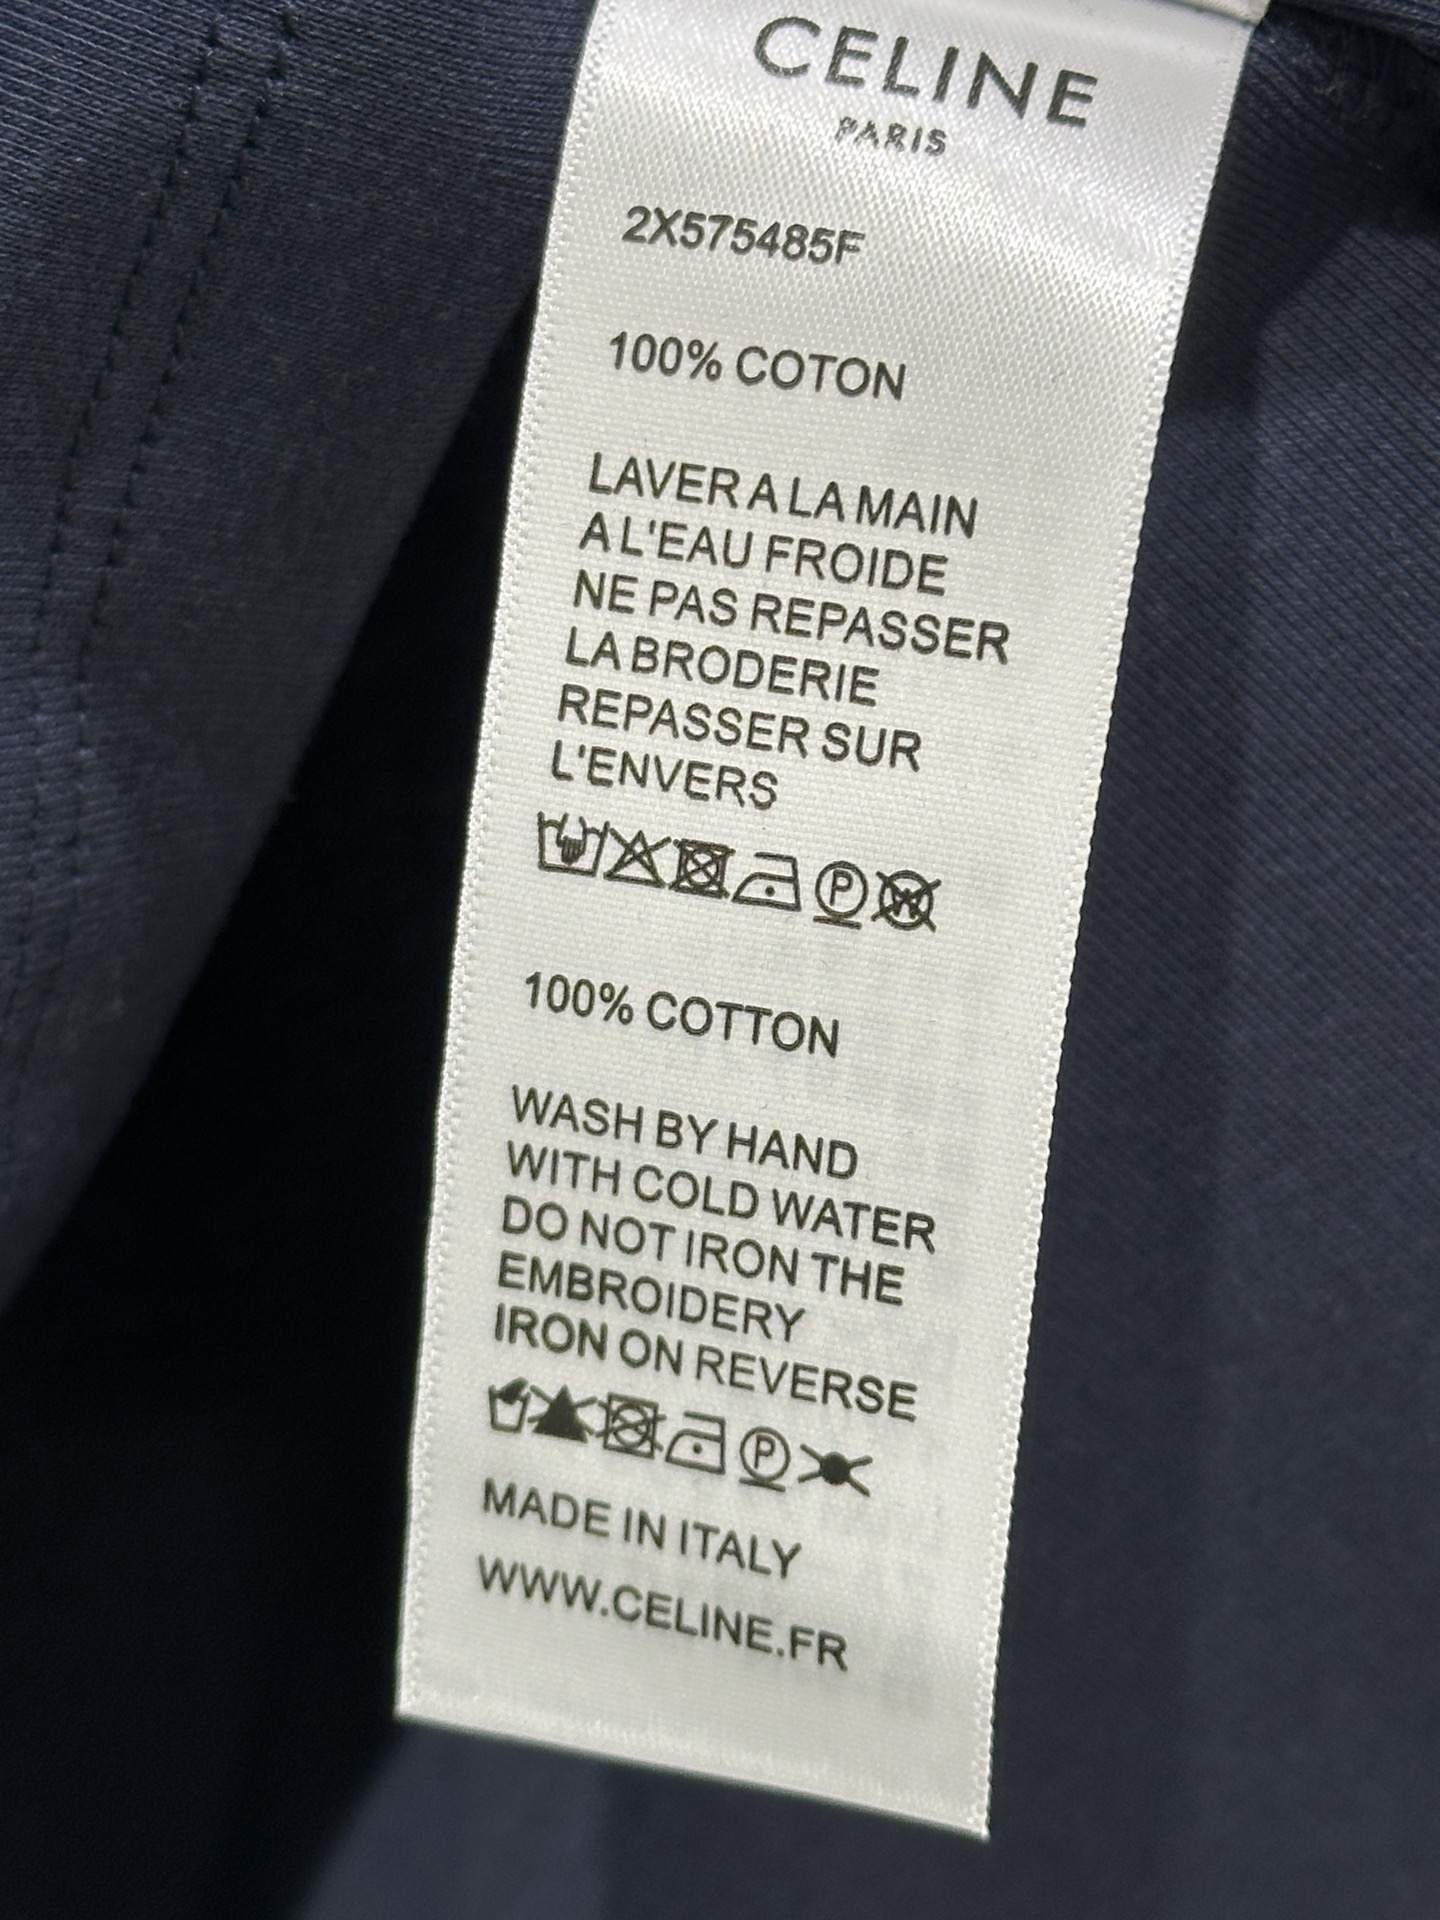 CELINE
PARIS
2X575485F
100% COTON
LAVER A LA MAIN
A L'EAU FROIDE
NE PAS REPASSER
LA BRODERIE
REPASSER SUR
L'ENVERS
P W
100% COTTON
WASH BY HAND
WITH COLD WATER
DO NOT IRON THE
EMBROIDERY
IRON ON REVERSE
P
MADE IN ITALY
WWW.CELINE.FR